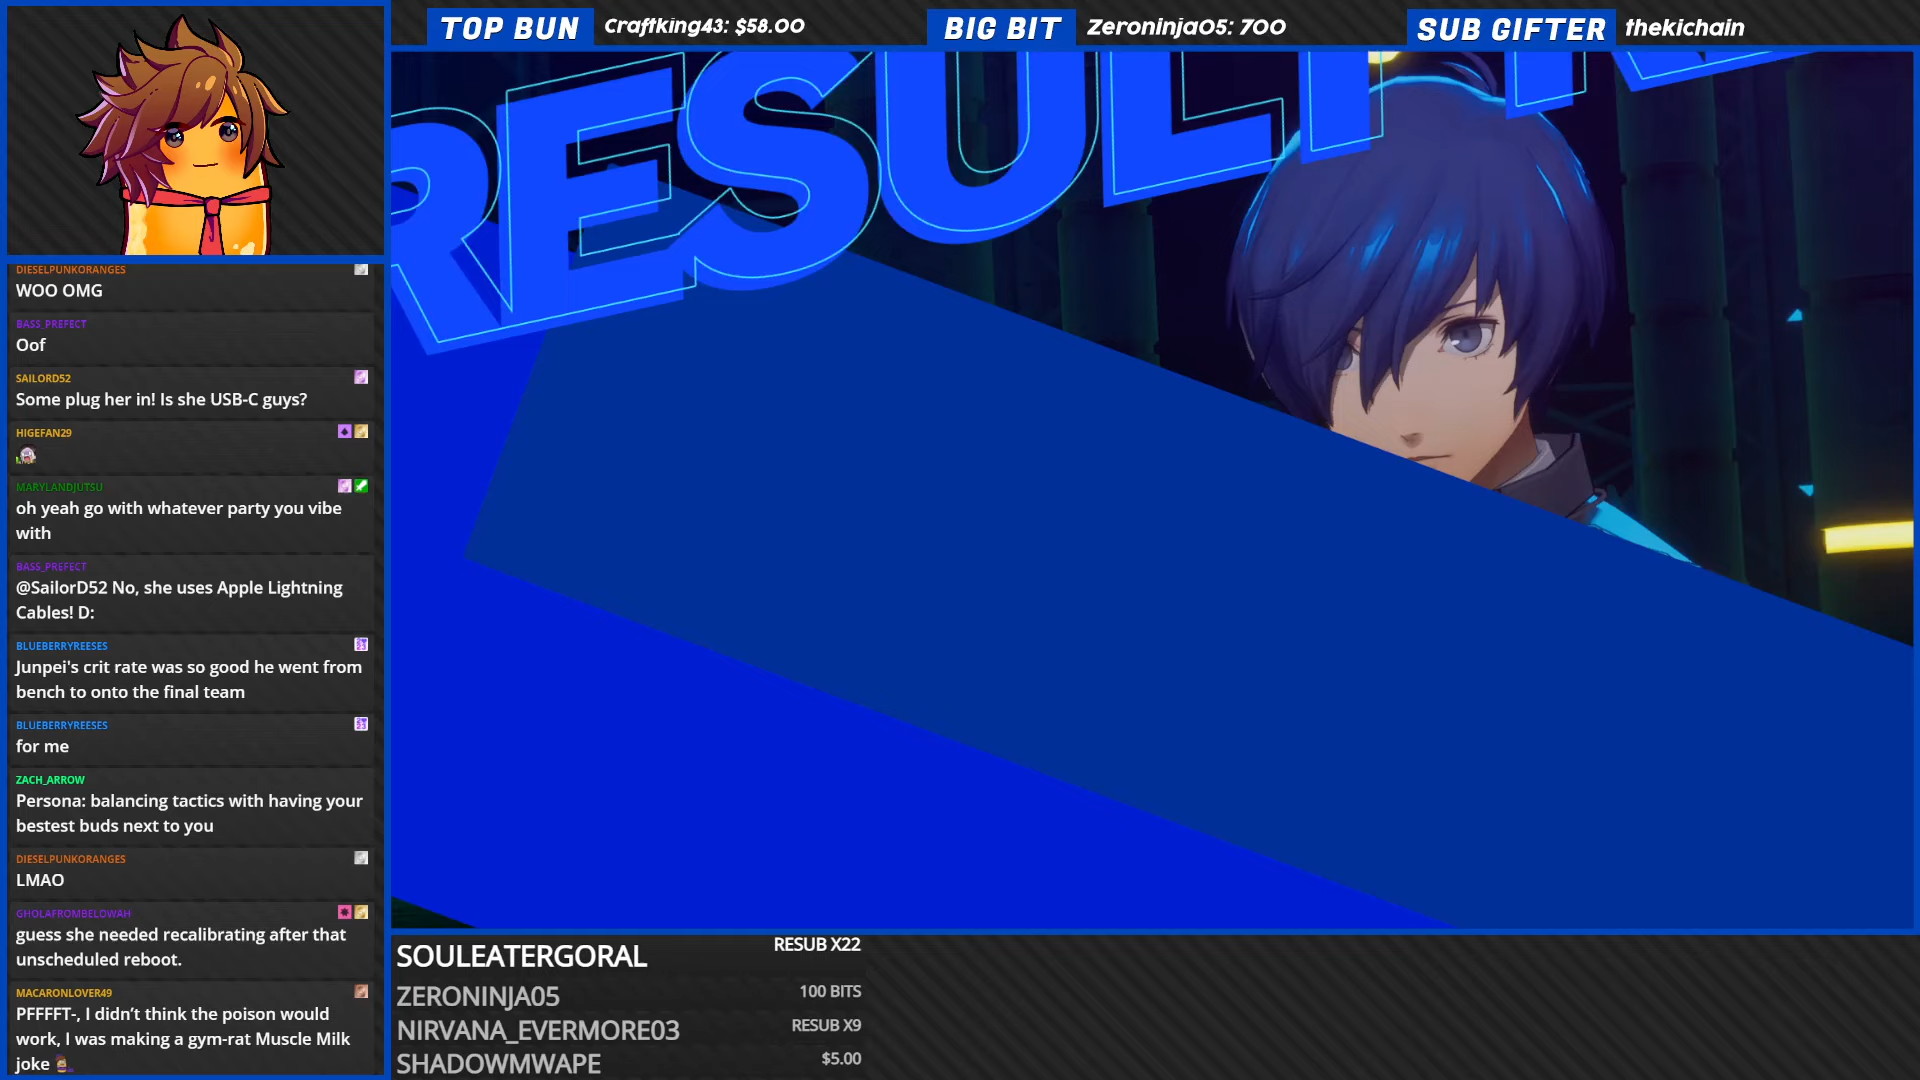 TOP BUN Craftking43: $58.00 BIG BIT Zeroninja05: 700 SUB GIFTER thekichain
RESULT
DIESELPUNKORANGES
WOO OMG
BASS_PREFECT
Oof
SAILORD52
Some plug her in! Is she USB-C guys?
HIGEFAN29
MARYLANDJUTSU
oh yeah go with whatever party you vibe
with
BASS_PREFECT
@SailorD52 No, she uses Apple Lightning
Cables! D:
BLUEBERRYREESES
Junpei's crit rate was so good he went from
bench to onto the final team
BLUEBERRYREESES
for me
ZACH_ARROW
Persona: balancing tactics with having your
bestest buds next to you
DIESELPUNKORANGES
LMAO
GHOLAFROMBELOWAH
guess she needed recalibrating after that
unscheduled reboot.
MACARONLOVER49
PFFFFT-, I didn’t think the poison would
work, I was making a gym-rat Muscle Milk
joke
SOULEATERGORAL RESUB X22
ZERONINJA05 100 BITS
NIRVANA_EVERMORE03 RESUB X9
SHADOWMWAPE $5.00